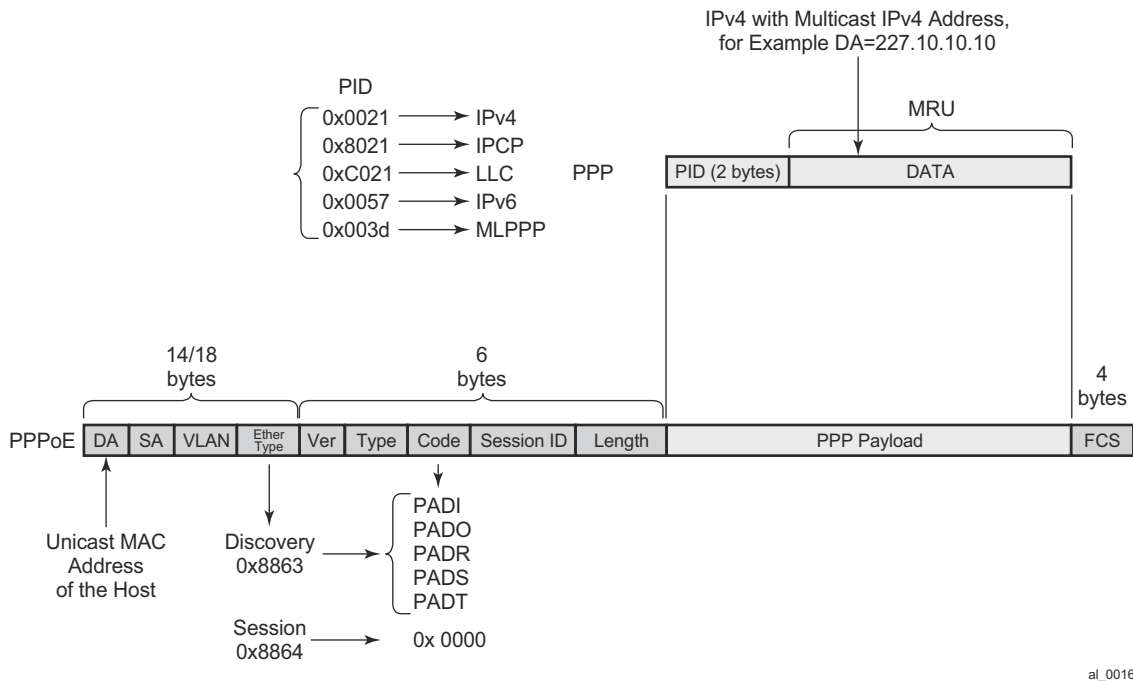 IPv4 with Multicast IPv4 Address,
for Example DA=227.10.10.10
PID
0x0021 IPv4
0x8021 IPCP
0xC021 LLC
0x0057 IPv6
0x003d MLPPP
MRU
PPP PID (2 bytes) DATA
14/18
bytes
6
bytes
4
bytes
PPPoE DA SA VLAN Ether Type Ver Type Code Session ID Length PPP Payload FCS
Unicast MAC
Address
of the Host
Discovery
0x8863
PADI
PADO
PADR
PADS
PADT
Session
0x8864
0x 0000
al_0016